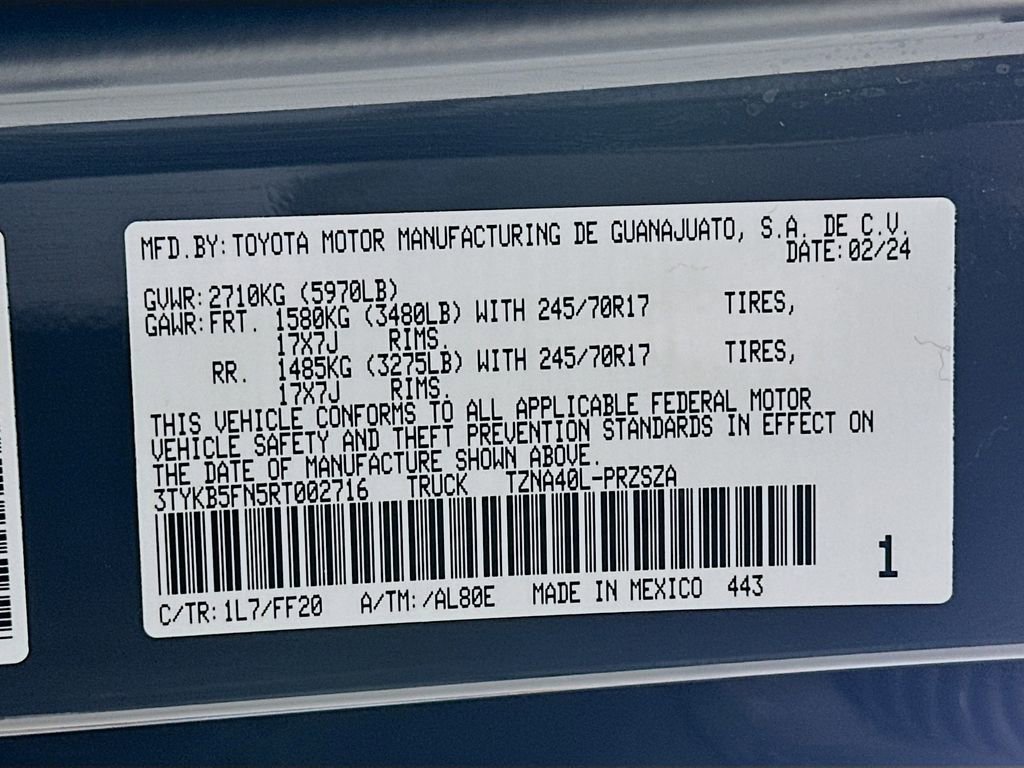 MFD.BY: TOYOTA MOTOR MANUFACTURING DE GUANAJUATO, S.A. DE C.V.
DATE: 02/24
GVWR: 2710KG (5970LB)
GAWR: FRT. 1580KG (3480LB) WITH 245/70R17 TIRES,
17X7J RIMS.
RR. 1485KG (3275LB) WITH 245/70R17 TIRES,
17X7J RIMS.
THIS VEHICLE CONFORMS TO ALL APPLICABLE FEDERAL MOTOR
VEHICLE SAFETY AND THEFT PREVENTION STANDARDS IN EFFECT ON
THE DATE OF MANUFACTURE SHOWN ABOVE.
3TYKB5FN5RT002716 TRUCK TZNA40L-PRZSZA
1
C/TR: 1L7/FF20 A/TM: /AL80E MADE IN MEXICO 443